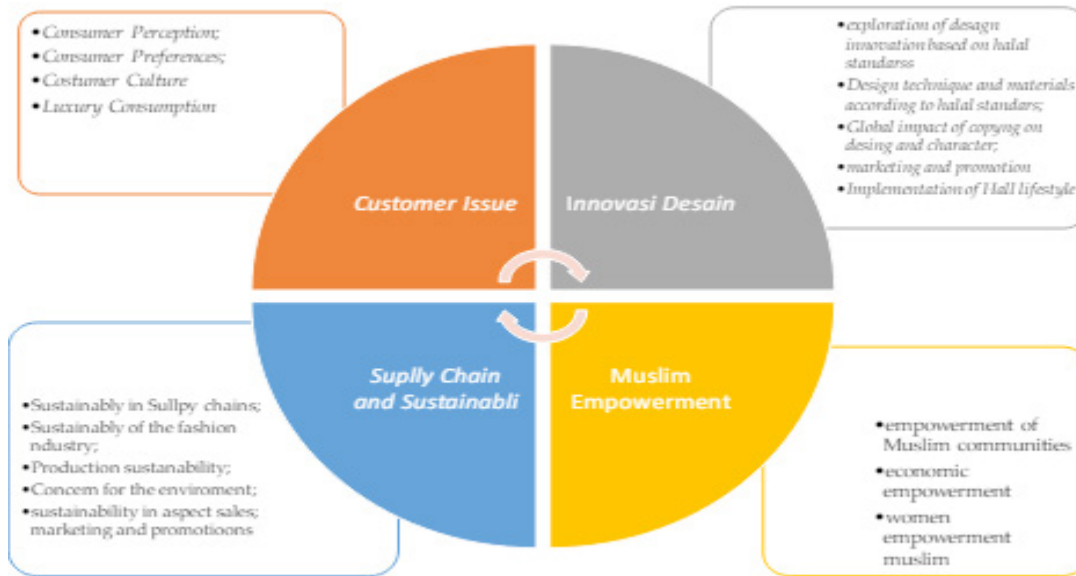 •Consumer Perception;
•Consumer Preferences;
•Costumer Culture
•Luxury Consumption
•exploration of desaign
innovation based on halal
standarss
•Design technique and materials
according to halal standars;
•Global impact of copyng on
desing and character;
•marketing and promotion
•Implementation of Hall lifestyle
Customer Issue
Innovasi Desain
Suplly Chain
and Sustainabli
Muslim
Empowerment
•Sustainably in Sullpy chains;
•Sustainably of the fashion
ndustry;
•Production sustanability;
•Concern for the enviroment;
•sustainability in aspect sales;
marketing and promotioons
•empowerment of
Muslim communities
•economic
empowerment
•women
empowerment
muslim